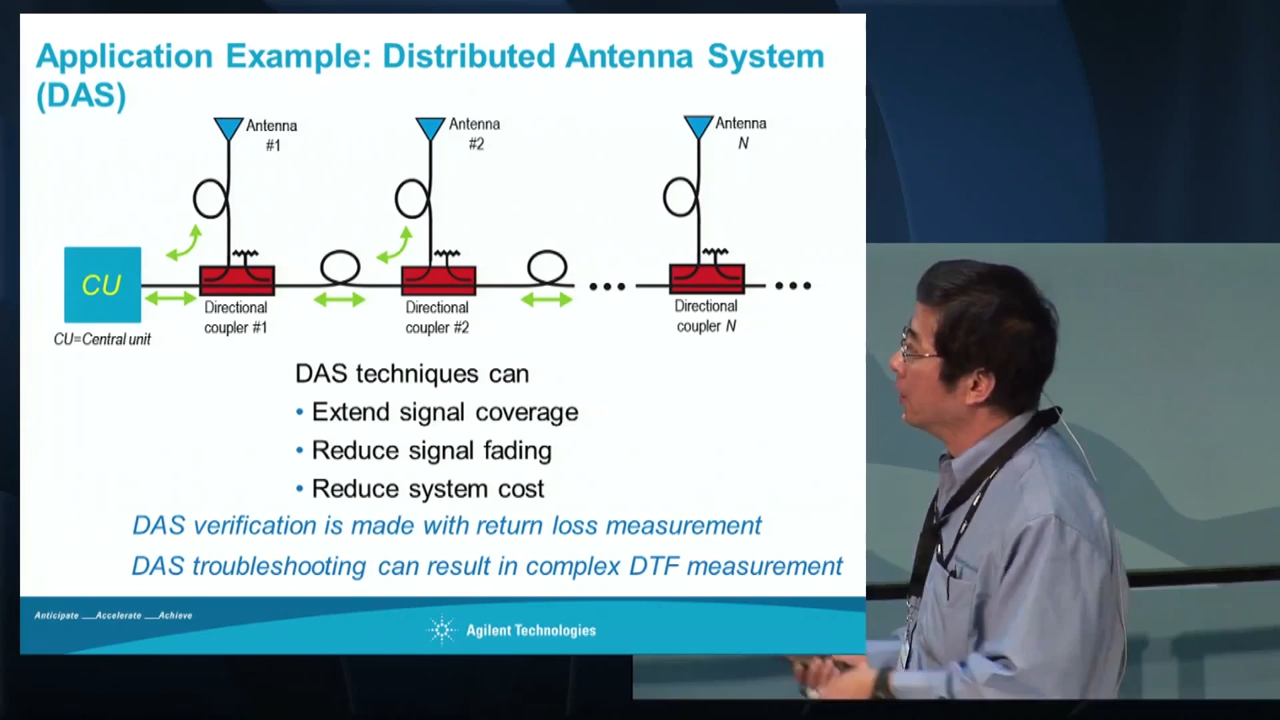 Application Example: Distributed Antenna System
(DAS)
Antenna
#1
Antenna
#2
Antenna
N
CU
Directional
coupler #1
Directional
coupler #2
Directional
coupler N
CU=Central unit
DAS techniques can
• Extend signal coverage
• Reduce signal fading
• Reduce system cost
DAS verification is made with return loss measurement
DAS troubleshooting can result in complex DTF measurement
Anticipate __Accelerate __Achieve
Agilent Technologies